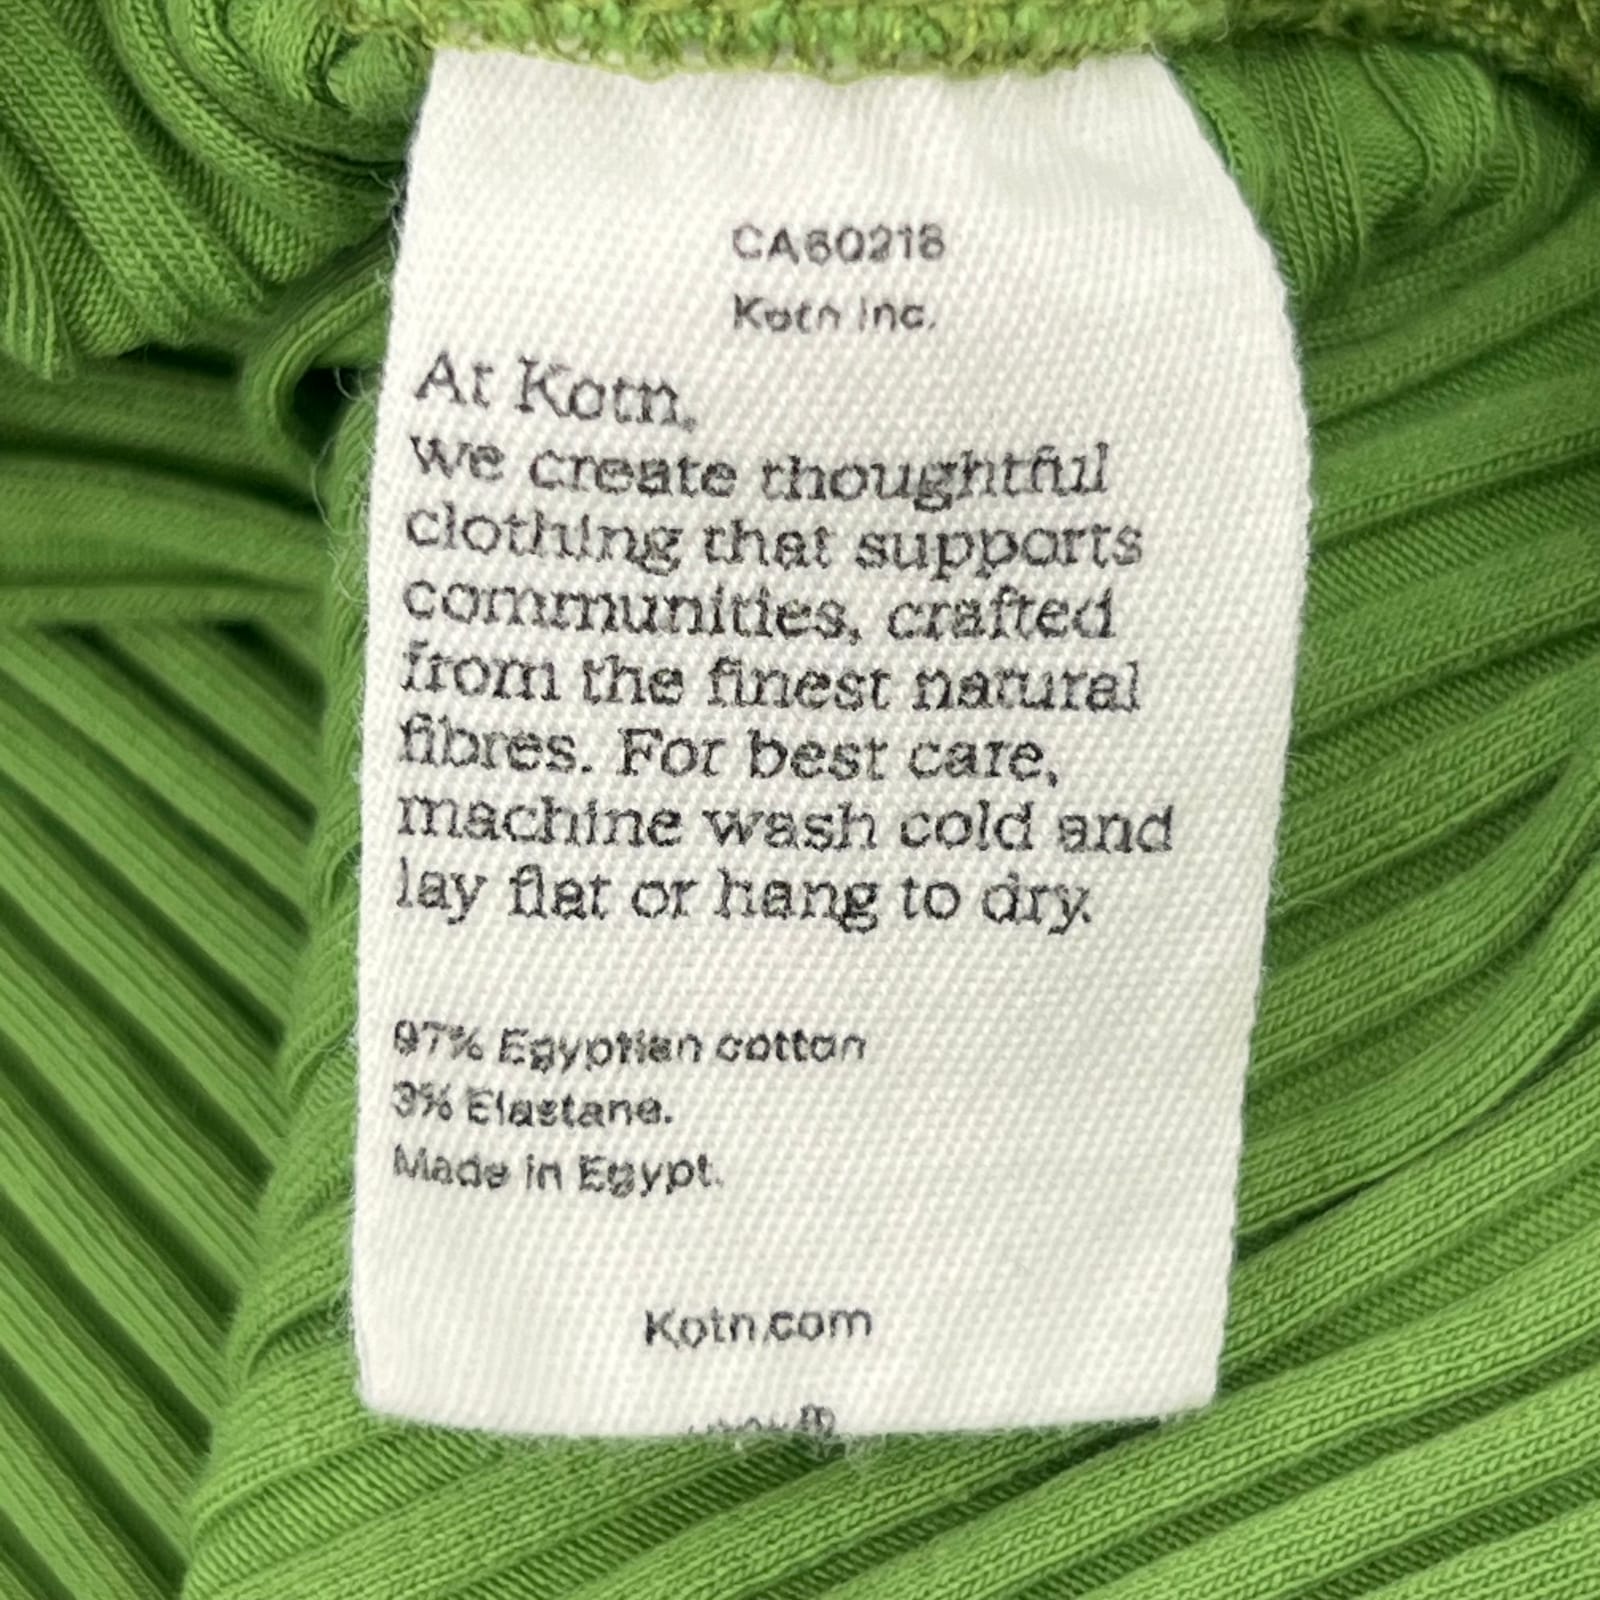 CA60218
Kotn Inc.
At Kotn,
we create thoughtful
clothing that supports
communities, crafted
from the finest natural
fibres. For best care,
machine wash cold and
lay flat or hang to dry.
97% Egyptian cotton
3% Elastane.
Made in Egypt.
Kotn.com